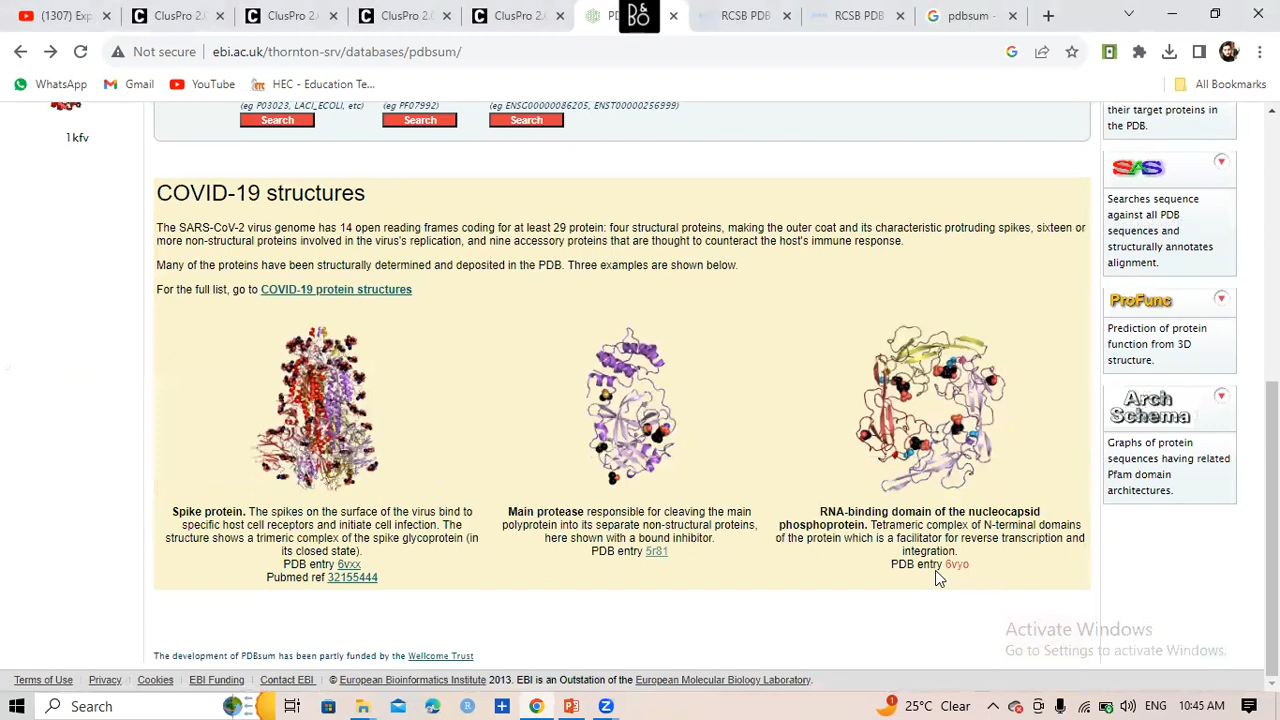 (1307) Exp
ClusPro 2.
ClusPro 2.
ClusPro 2.
ClusPro 2.
PD
B&O
RCSB PDB
RCSB PDB
pdbsum -
Not secure
ebi.ac.uk/thornton-srv/databases/pdbsum/
WhatsApp
Gmail
YouTube
HEC - Education Te...
All Bookmarks
1kfv
(eg P03023, LACI_ECOLI, etc)
(eg PF07992)
(eg ENSG00000086205, ENST00000256999)
Search
Search
Search
COVID-19 structures
The SARS-CoV-2 virus genome has 14 open reading frames coding for at least 29 protein: four structural proteins, making the outer coat and its characteristic protruding spikes, sixteen or
more non-structural proteins involved in the virus's replication, and nine accessory proteins that are thought to counteract the host's immune response.
Many of the proteins have been structurally determined and deposited in the PDB. Three examples are shown below.
For the full list, go to COVID-19 protein structures
Spike protein. The spikes on the surface of the virus bind to
specific host cell receptors and initiate cell infection. The
structure shows a trimeric complex of the spike glycoprotein (in
its closed state).
PDB entry 6vxx
Pubmed ref 32155444
Main protease responsible for cleaving the main
polyprotein into its separate non-structural proteins,
here shown with a bound inhibitor.
PDB entry 5r81
RNA-binding domain of the nucleocapsid
phosphoprotein. Tetrameric complex of N-terminal domains
of the protein which is a facilitator for reverse transcription and
integration.
PDB entry 6vyo
their target proteins in
the PDB.
SAS
Searches sequence
against all PDB
sequences and
structurally annotates
alignment.
ProFunc
Prediction of protein
function from 3D
structure.
Arch
Schema
Graphs of protein
sequences having related
Pfam domain
architectures.
Activate Windows
Go to Settings to activate Windows.
The development of PDBsum has been partly funded by the Wellcome Trust
Terms of Use
Privacy
Cookies
EBI Funding
Contact EBI
© European Bioinformatics Institute 2013. EBI is an Outstation of the European Molecular Biology Laboratory.
Search
1
25°C Clear
10:45 AM